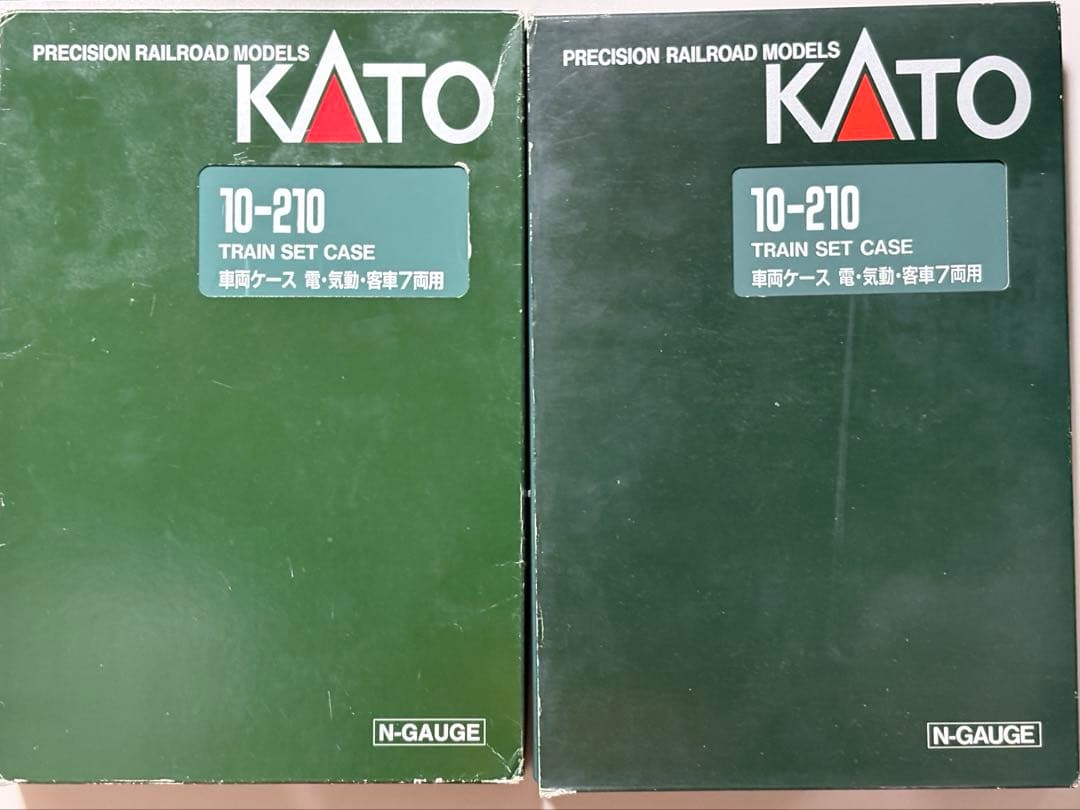 PRECISION RAILROAD MODELS
KATO
10-210
TRAIN SET CASE
車両ケース 電・気動・客車7両用
N-GAUGE
PRECISION RAILROAD MODELS
KATO
10-210
TRAIN SET CASE
車両ケース 電・気動・客車7両用
N-GAUGE